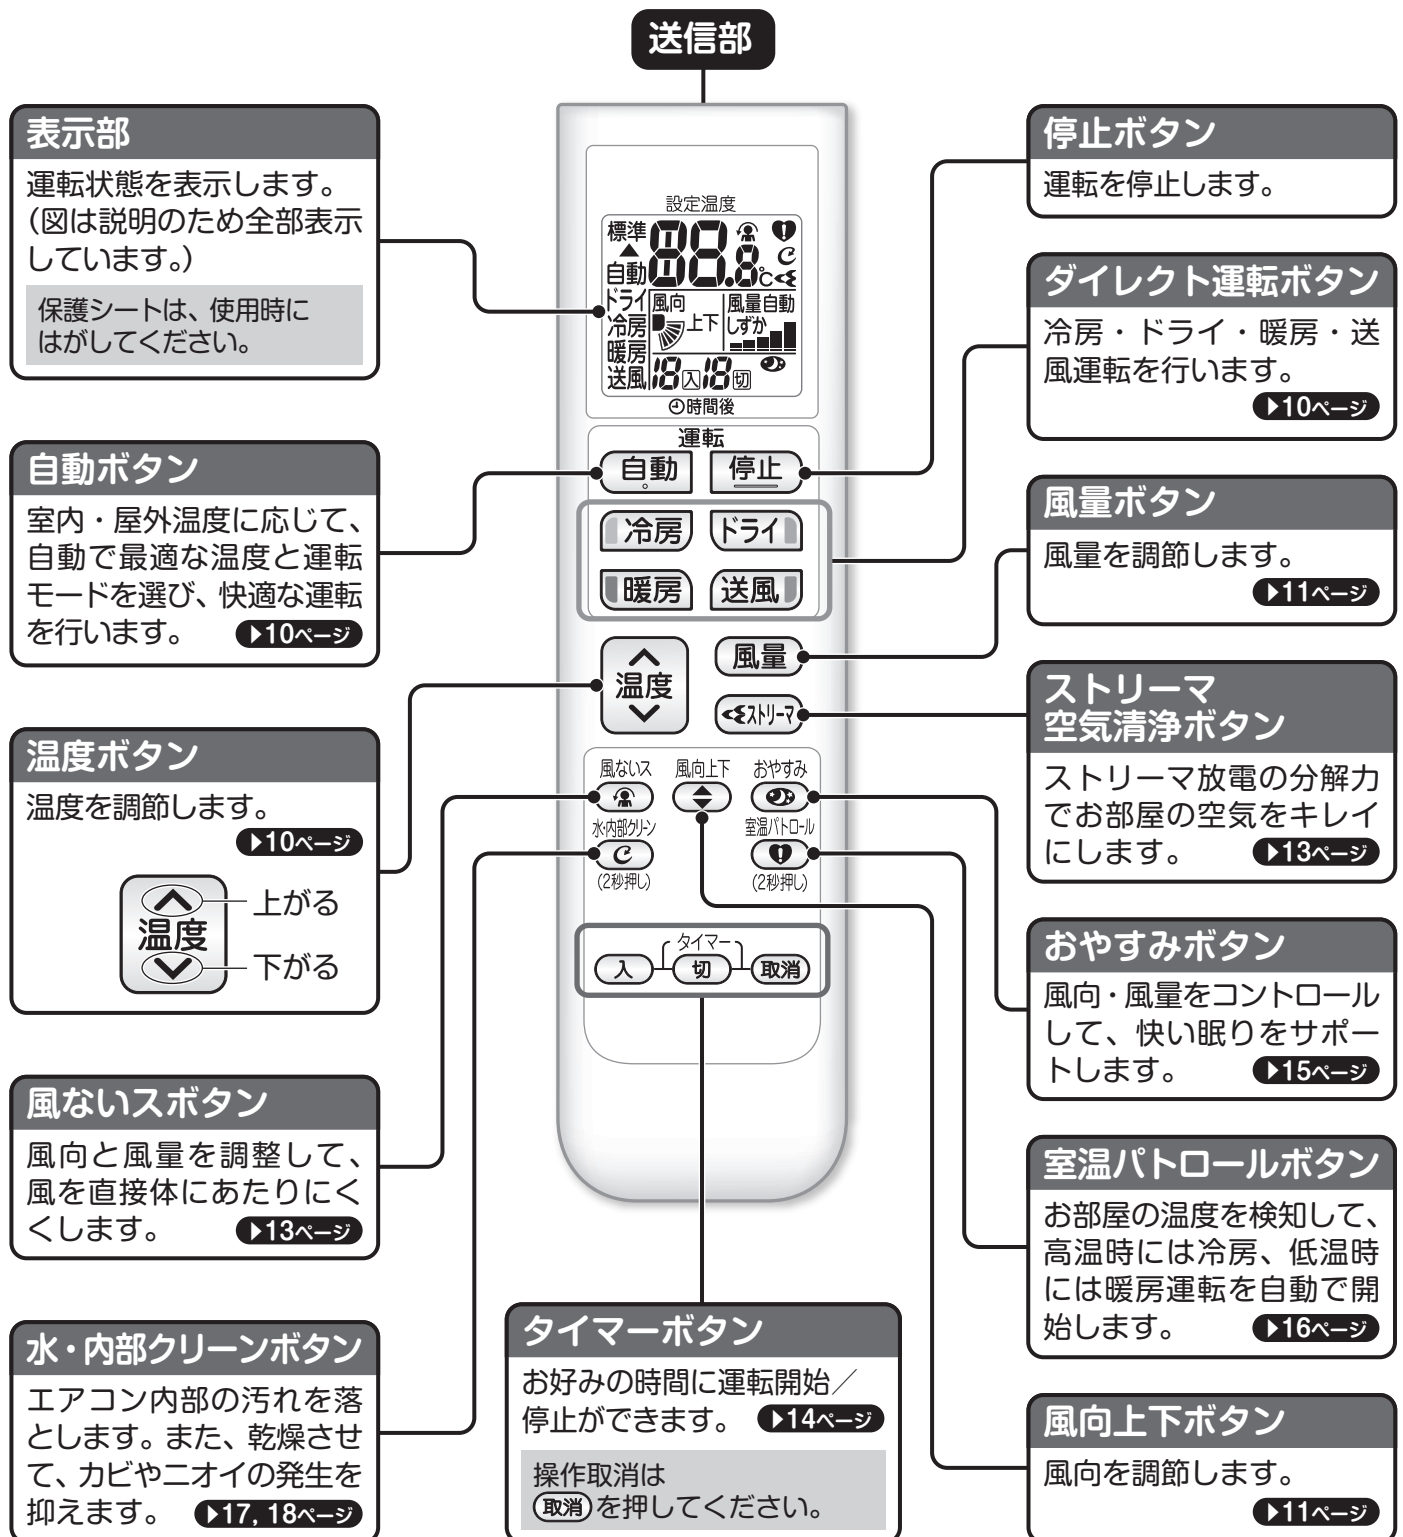 送信部
表示部
運転状態を表示します。
(図は説明のため全部表示
しています。)
保護シートは、使用時に
はがしてください。
自動ボタン
室内・屋外温度に応じて、
自動で最適な温度と運転
モードを選び、快適な運転
を行います。 ▶10ページ
温度ボタン
温度を調節します。
▶10ページ
温度
上がる
下がる
風ないスボタン
風向と風量を調整して、
風を直接体にあたりにく
くします。 ▶13ページ
水・内部クリーンボタン
エアコン内部の汚れを落
とします。また、乾燥させ
て、カビやニオイの発生を
抑えます。 ▶17, 18ページ
設定温度
標準 88.8℃
自動
ドライ 風向 風量自動
冷房 上下 しずか
暖房
送風 18入 18切
時間後
運転
自動 停止
冷房 ドライ
暖房 送風
温度 風量
ストリーマ
風ないス 風向上下 おやすみ
水内部クリーン 室温パトロール
(2秒押し) (2秒押し)
タイマー
入 切 取消
タイマーボタン
お好みの時間に運転開始/
停止ができます。 ▶14ページ
操作取消は
取消を押してください。
停止ボタン
運転を停止します。
ダイレクト運転ボタン
冷房・ドライ・暖房・送
風運転を行います。
▶10ページ
風量ボタン
風量を調節します。
▶11ページ
ストリーマ
空気清浄ボタン
ストリーマ放電の分解力
でお部屋の空気をキレイ
にします。 ▶13ページ
おやすみボタン
風向・風量をコントロール
して、快い眠りをサポー
トします。 ▶15ページ
室温パトロールボタン
お部屋の温度を検知して、
高温時には冷房、低温時
には暖房運転を自動で開
始します。 ▶16ページ
風向上下ボタン
風向を調節します。
▶11ページ